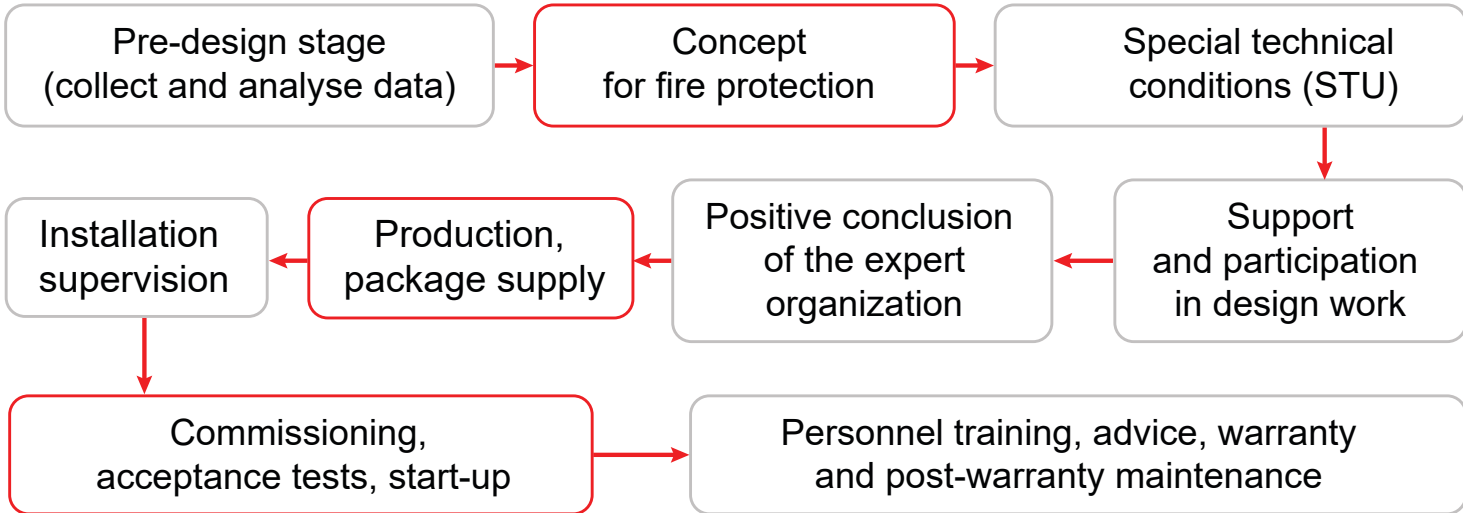 Pre-design stage
(collect and analyse data)
Concept
for fire protection
Special technical
conditions (STU)
Support
and participation
in design work
Positive conclusion
of the expert
organization
Production,
package supply
Installation
supervision
Commissioning,
acceptance tests, start-up
Personnel training, advice, warranty
and post-warranty maintenance